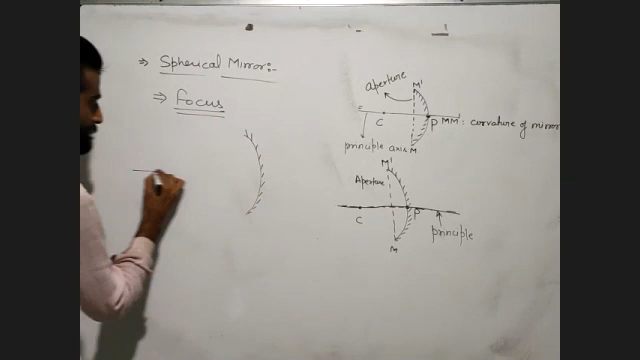 ⇒ Spherical Mirror:-
⇒ Focus
Aperture
M'
C
P
MM': curvature of mirror
principle axis
M
M'
Aperture
C
P
principle
M